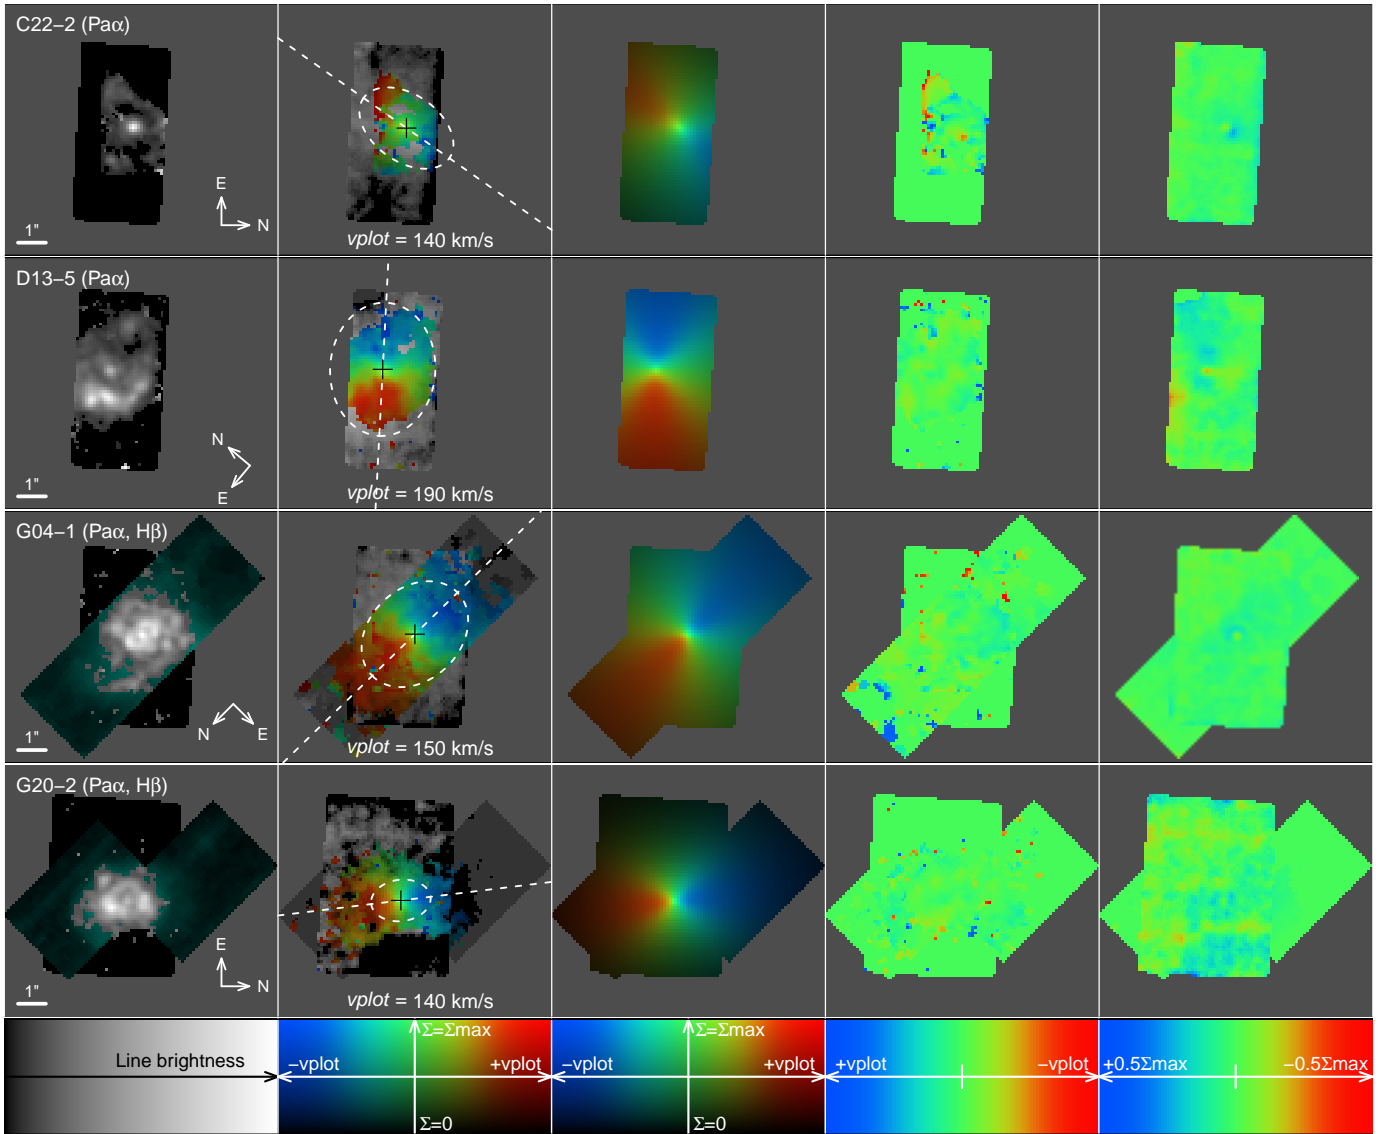 C22−2 (Paα)
E
N
1"
vplot = 140 km/s
D13−5 (Paα)
N
E
1"
vplot = 190 km/s
G04−1 (Paα, Hβ)
N
E
1"
vplot = 150 km/s
G20−2 (Paα, Hβ)
E
N
1"
vplot = 140 km/s
Line brightness
Σ=Σmax
−vplot
+vplot
Σ=0
Σ=Σmax
−vplot
+vplot
Σ=0
+vplot
−vplot
+0.5Σmax
−0.5Σmax